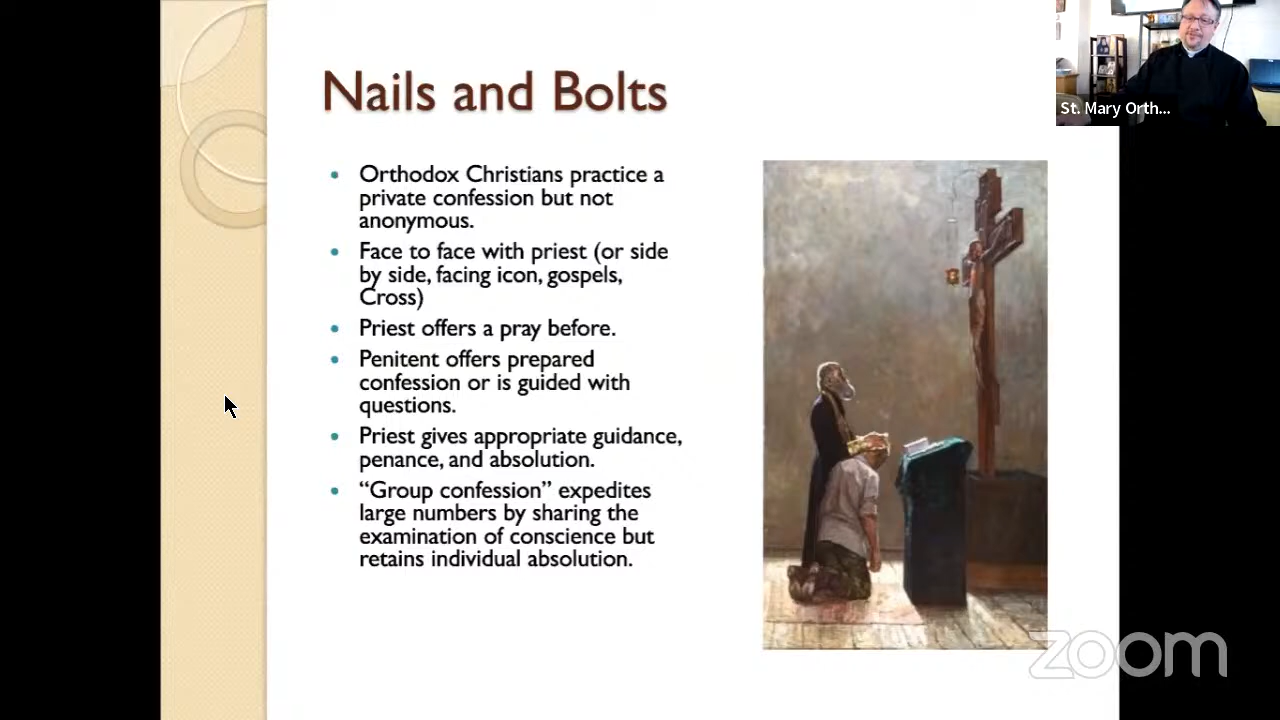 Nails and Bolts
St. Mary Orth...
• Orthodox Christians practice a
private confession but not
anonymous.
• Face to face with priest (or side
by side, facing icon, gospels,
Cross)
• Priest offers a pray before.
• Penitent offers prepared
confession or is guided with
questions.
• Priest gives appropriate guidance,
penance, and absolution.
• “Group confession” expedites
large numbers by sharing the
examination of conscience but
retains individual absolution.
zoom